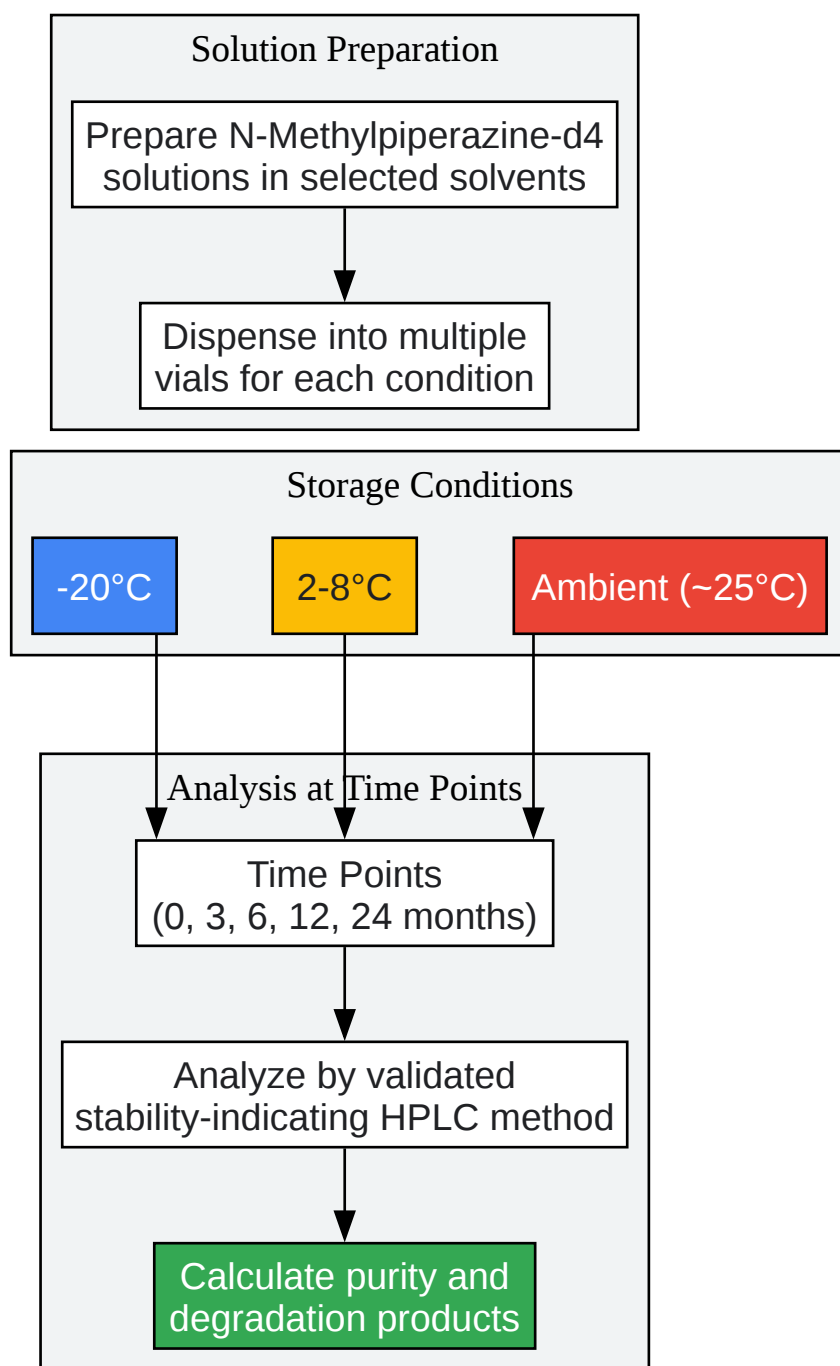 Solution Preparation
Prepare N-Methylpiperazine-d4
solutions in selected solvents
Dispense into multiple
vials for each condition
Storage Conditions
-20°C
2-8°C
Ambient (~25°C)
Analysis at Time Points
Time Points
(0, 3, 6, 12, 24 months)
Analyze by validated
stability-indicating HPLC method
Calculate purity and
degradation products